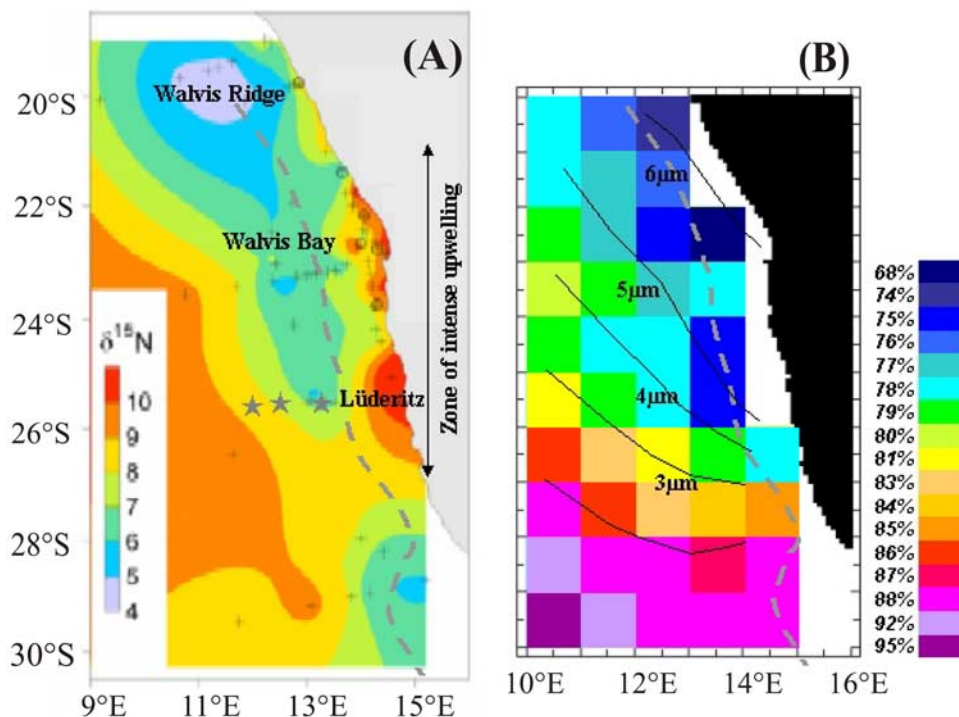 (A)
Walvis Ridge
Walvis Bay
Lüderitz
Zone of intense upwelling
20°S
22°S
24°S
26°S
28°S
30°S
9°E 11°E 13°E 15°E
δ¹⁵N
10
9
8
7
6
5
4
(B)
6µm
5µm
4µm
3µm
10°E 12°E 14°E 16°E
68%
74%
75%
76%
77%
78%
79%
80%
81%
83%
84%
85%
86%
87%
88%
92%
95%